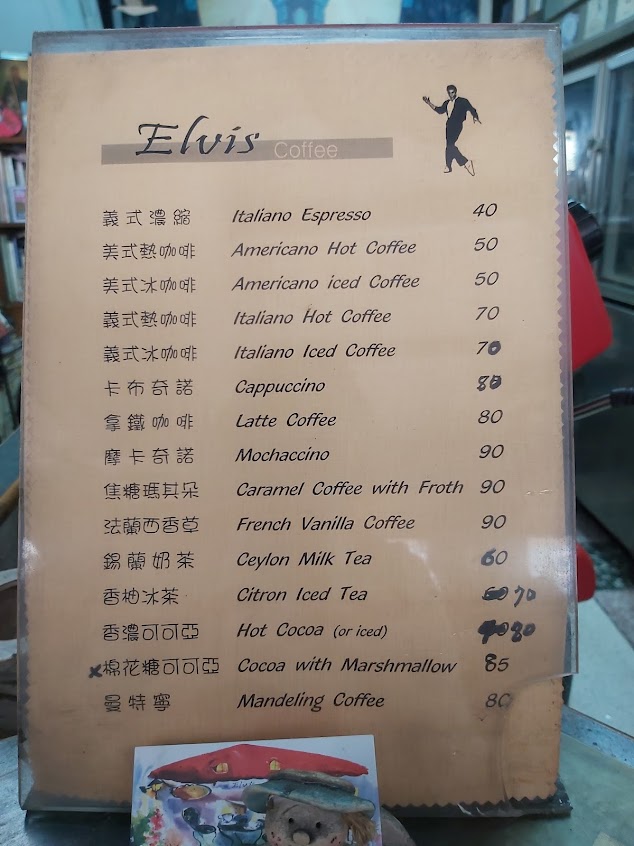 Elvis Coffee
義式濃縮 Italiano Espresso 40
美式熱咖啡 Americano Hot Coffee 50
美式冰咖啡 Americano iced Coffee 50
義式熱咖啡 Italiano Hot Coffee 70
義式冰咖啡 Italiano Iced Coffee 70
卡布奇諾 Cappuccino 80
拿鐵咖啡 Latte Coffee 80
摩卡奇諾 Mochaccino 90
焦糖瑪其朵 Caramel Coffee with Froth 90
法蘭西香草 French Vanilla Coffee 90
錫蘭奶茶 Ceylon Milk Tea 60
香柚冰茶 Citron Iced Tea 70
香濃可可亞 Hot Cocoa (or iced) 80
x棉花糖可可亞 Cocoa with Marshmallow 85
曼特寧 Mandeling Coffee 80